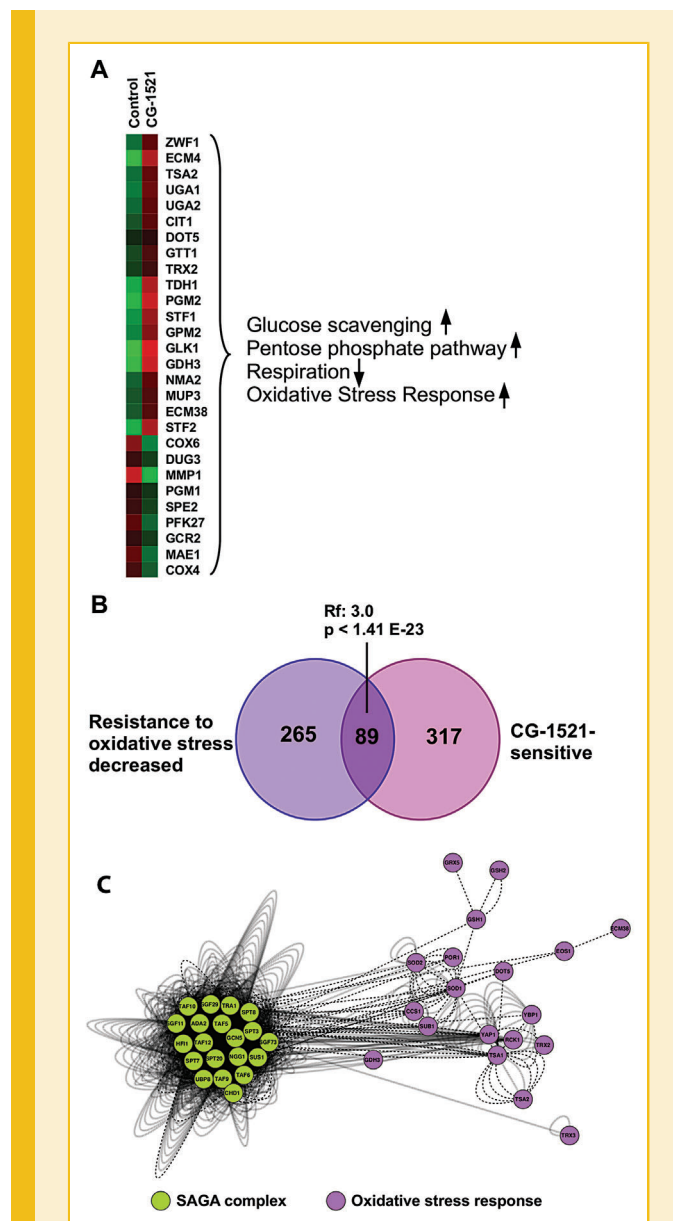 A
Control
CG-1521
ZWF1
ECM4
TSA2
UGA1
UGA2
CIT1
DOT5
GTT1
TRX2
TDH1
PGM2
STF1
GPM2
GLK1
GDH3
NMA2
MUP3
ECM38
STF2
COX6
DUG3
MMP1
PGM1
SPE2
PFK27
GCR2
MAE1
COX4
Glucose scavenging
Pentose phosphate pathway
Respiration
Oxidative Stress Response
B
Rf: 3.0
p < 1.41 E-23
Resistance to
oxidative stress
decreased
265
89
317
CG-1521-
sensitive
C
GRX5
GSH2
GSH1
ECM38
EOS1
SOD2
POR1
DOT5
SOD1
CCS1
SUB1
YBP1
YAP1
RCK1
TRX2
TSA1
GDH3
TSA2
TRX3
TAF10
SGF29
TRA1
SPT8
SGF11
ADA2
TAF5
SPT3
GCN5
SGF73
HFI1
TAF12
SPT7
SPT20
NGG1
SUS1
UBP8
TAF9
TAF6
CHD1
SAGA complex
Oxidative stress response